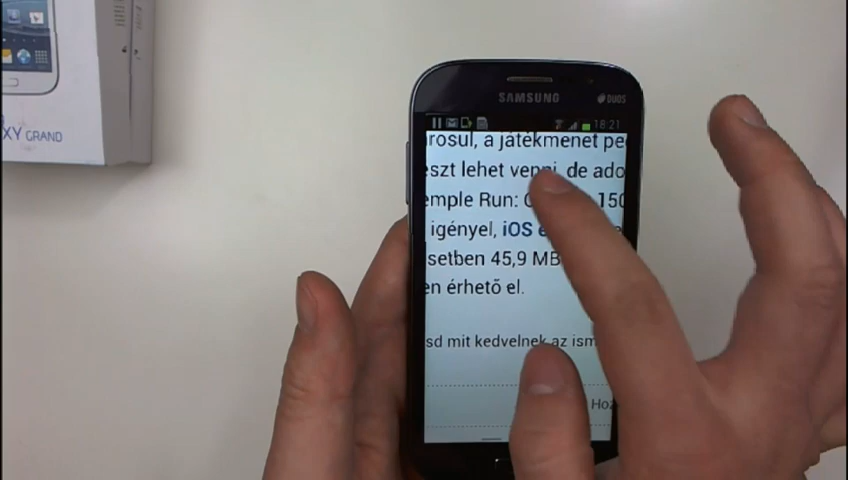 XY GRAND
SAMSUNG
DUOS
18:21
rosul, a játékmenet pe
eszt lehet venni, de ado
emple Run: 150
igényel, iOS e
setben 45,9 MB
en érhető el.
sd mit kedvelnek az ism
Hoz